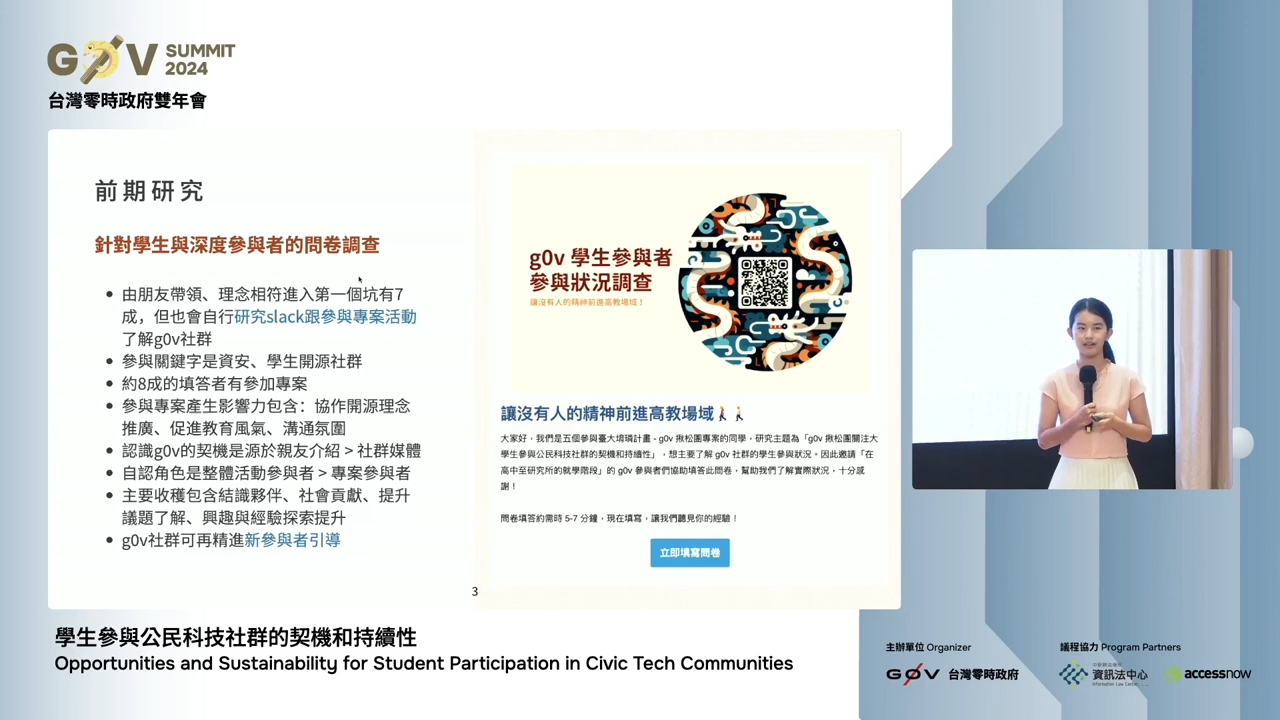 G0V SUMMIT 2024
台灣零時政府雙年會
前期研究
針對學生與深度參與者的問卷調查
由朋友帶領、理念相符進入第一個坑有7
成，但也會自行研究slack跟參與專案活動
了解g0v社群
參與關鍵字是資安、學生開源社群
約8成的填答者有參加專案
參與專案產生影響力包含：協作開源理念
推廣、促進教育風氣、溝通氛圍
認識g0v的契機是源於親友介紹 > 社群媒體
自認角色是整體活動參與者 > 專案參與者
主要收穫包含結識夥伴、社會貢獻、提升
議題了解、興趣與經驗探索提升
g0v社群可再精進新參與者引導
3
g0v 學生參與者
參與狀況調查
讓沒有人的精神前進高教場域！
讓沒有人的精神前進高教場域
大家好，我們是五個參與臺大堉璘計畫 - g0v 揪松團專案的同學，研究主題為「g0v 揪松團關注大
學生參與公民科技社群的契機和持續性」，想主要了解 g0v 社群的學生參與狀況。因此邀請「在
高中至研究所的就學階段」的 g0v 參與者們協助填答此問卷，幫助我們了解實際狀況，十分感
謝！
問卷填答約需時 5-7 分鐘，現在填寫，讓我們聽見你的經驗！
立即填寫問卷
學生參與公民科技社群的契機和持續性
Opportunities and Sustainability for Student Participation in Civic Tech Communities
主辦單位 Organizer
G0V 台灣零時政府
議程協力 Program Partners
資訊法中心
Information Law Center
accessnow